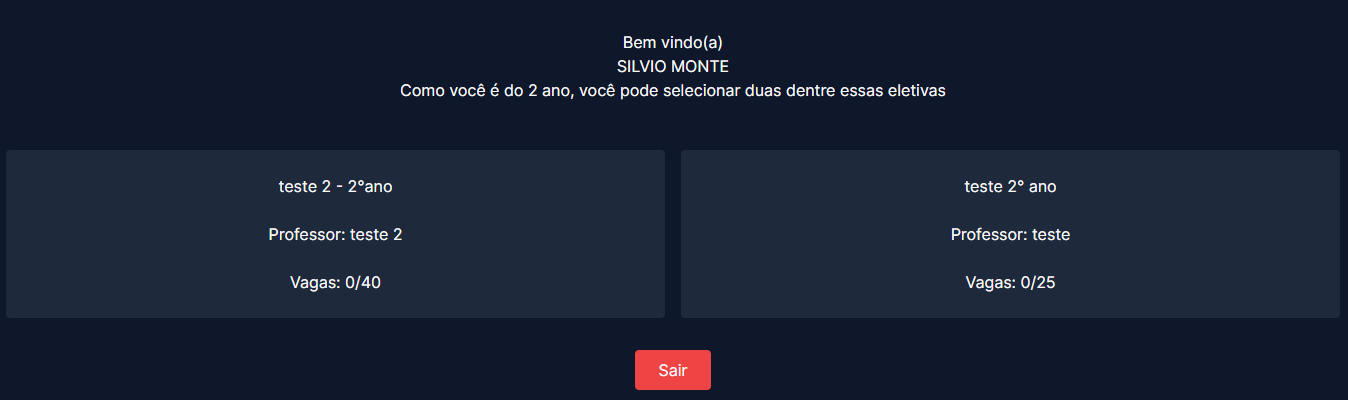 Bem vindo(a)
SILVIO MONTE
Como você é do 2 ano, você pode selecionar duas dentre essas eletivas
teste 2 - 2°ano
Professor: teste 2
Vagas: 0/40
teste 2° ano
Professor: teste
Vagas: 0/25
Sair